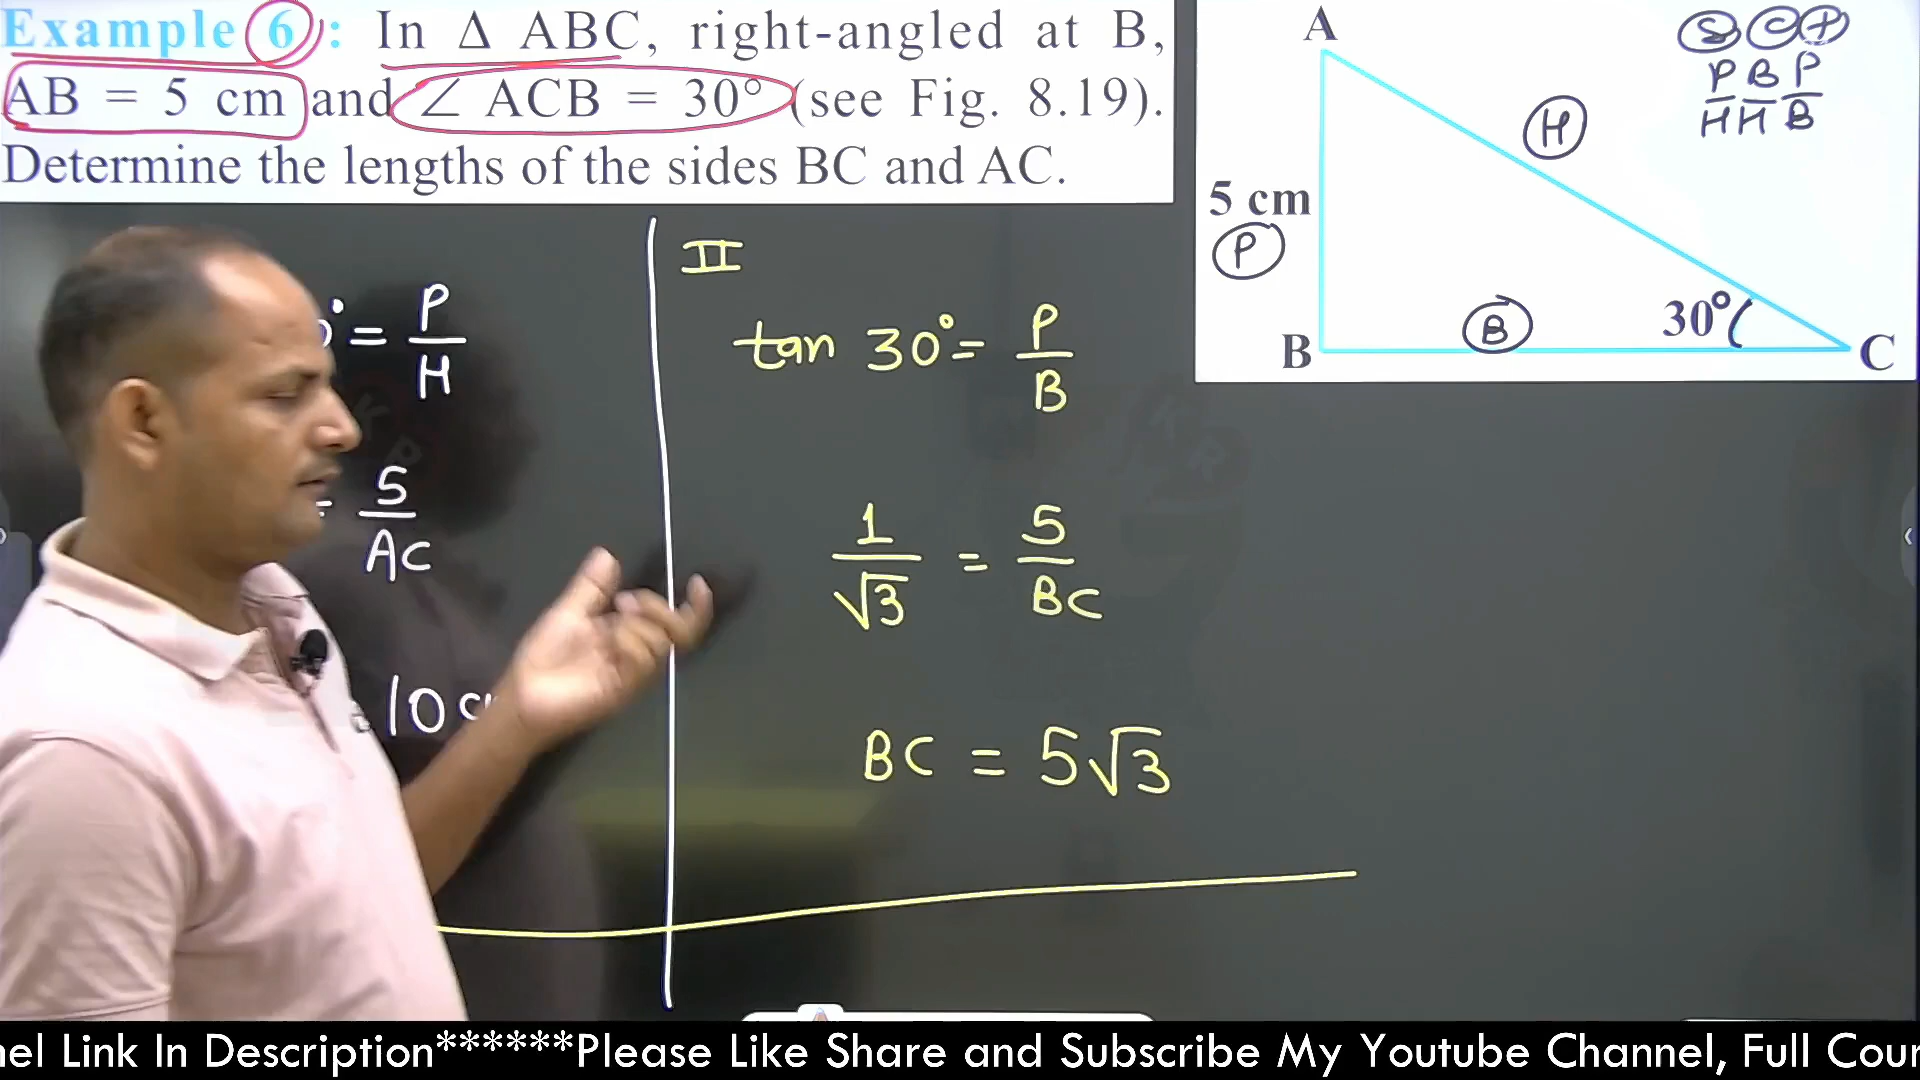 Example 6 : In Δ ABC, right-angled at B,
AB = 5 cm and ∠ ACB = 30° (see Fig. 8.19).
Determine the lengths of the sides BC and AC.
A
S C T
P B P
H H B
H
5 cm
P
B
B
30°
C
° = P/H
= 5/AC
= 10 c
II
tan 30° = P/B
1/√3 = 5/BC
BC = 5√3
Link In Description******Please Like Share and Subscribe My Youtube Channel, Full